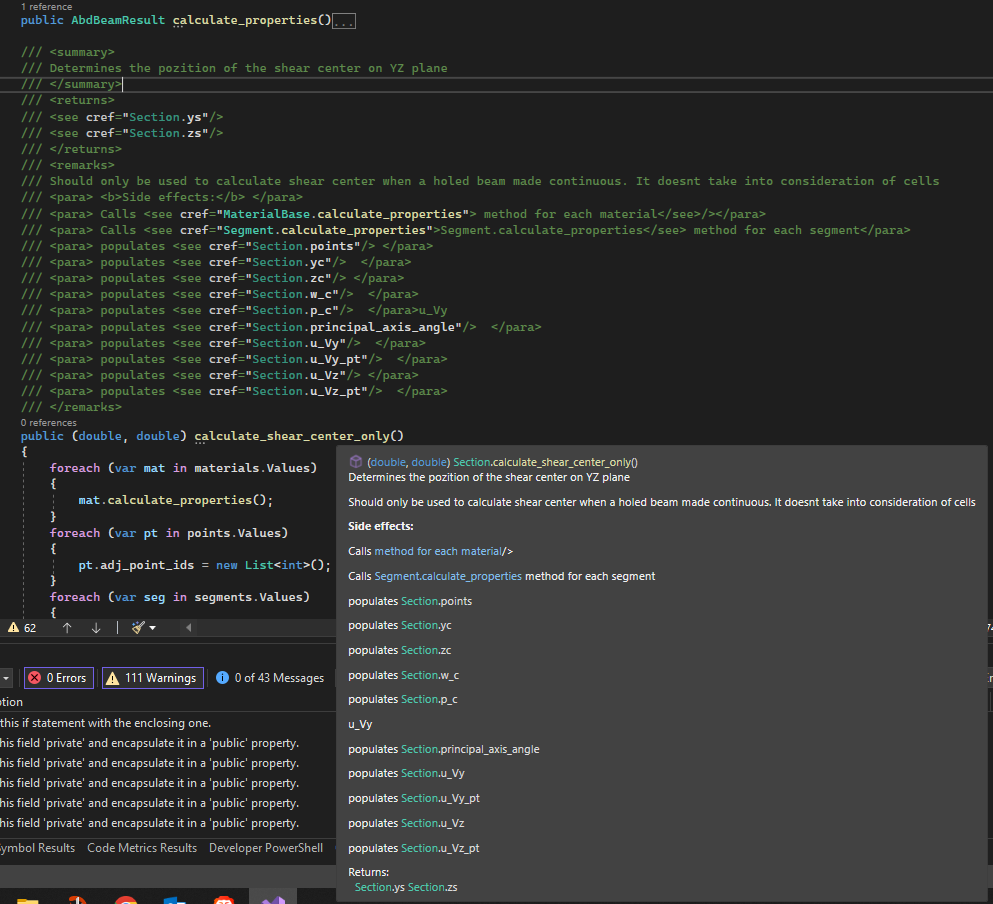 1 reference
public AbdBeamResult calculate_properties()...
/// <summary>
/// Determines the pozition of the shear center on YZ plane
/// </summary>
/// <returns>
/// <see cref="Section.ys"/>
/// <see cref="Section.zs"/>
/// </returns>
/// <remarks>
/// Should only be used to calculate shear center when a holed beam made continuous. It doesnt take into consideration of cells
/// <para> <b>Side effects:</b> </para>
/// <para> Calls <see cref="MaterialBase.calculate_properties"> method for each material</see>/></para>
/// <para> Calls <see cref="Segment.calculate_properties">Segment.calculate_properties</see> method for each segment</para>
/// <para> populates <see cref="Section.points"/> </para>
/// <para> populates <see cref="Section.yc"/>  </para>
/// <para> populates <see cref="Section.zc"/> </para>
/// <para> populates <see cref="Section.w_c"/>  </para>
/// <para> populates <see cref="Section.p_c"/>  </para>u_Vy
/// <para> populates <see cref="Section.principal_axis_angle"/>  </para>
/// <para> populates <see cref="Section.u_Vy"/>  </para>
/// <para> populates <see cref="Section.u_Vy_pt"/>  </para>
/// <para> populates <see cref="Section.u_Vz"/> </para>
/// <para> populates <see cref="Section.u_Vz_pt"/>  </para>
/// </remarks>
0 references
public (double, double) calculate_shear_center_only()
{
foreach (var mat in materials.Values)
{
mat.calculate_properties();
}
foreach (var pt in points.Values)
{
pt.adj_point_ids = new List<int>();
}
foreach (var seg in segments.Values)
{
(double, double) Section.calculate_shear_center_only()
Determines the pozition of the shear center on YZ plane
Should only be used to calculate shear center when a holed beam made continuous. It doesnt take into consideration of cells
Side effects:
Calls method for each material/>
Calls Segment.calculate_properties method for each segment
populates Section.points
populates Section.yc
populates Section.zc
populates Section.w_c
populates Section.p_c
u_Vy
populates Section.principal_axis_angle
populates Section.u_Vy
populates Section.u_Vy_pt
populates Section.u_Vz
populates Section.u_Vz_pt
Returns:
Section.ys Section.zs
62
0 Errors
111 Warnings
0 of 43 Messages
ption
this if statement with the enclosing one.
his field 'private' and encapsulate it in a 'public' property.
his field 'private' and encapsulate it in a 'public' property.
his field 'private' and encapsulate it in a 'public' property.
his field 'private' and encapsulate it in a 'public' property.
his field 'private' and encapsulate it in a 'public' property.
ymbol Results
Code Metrics Results
Developer PowerShell